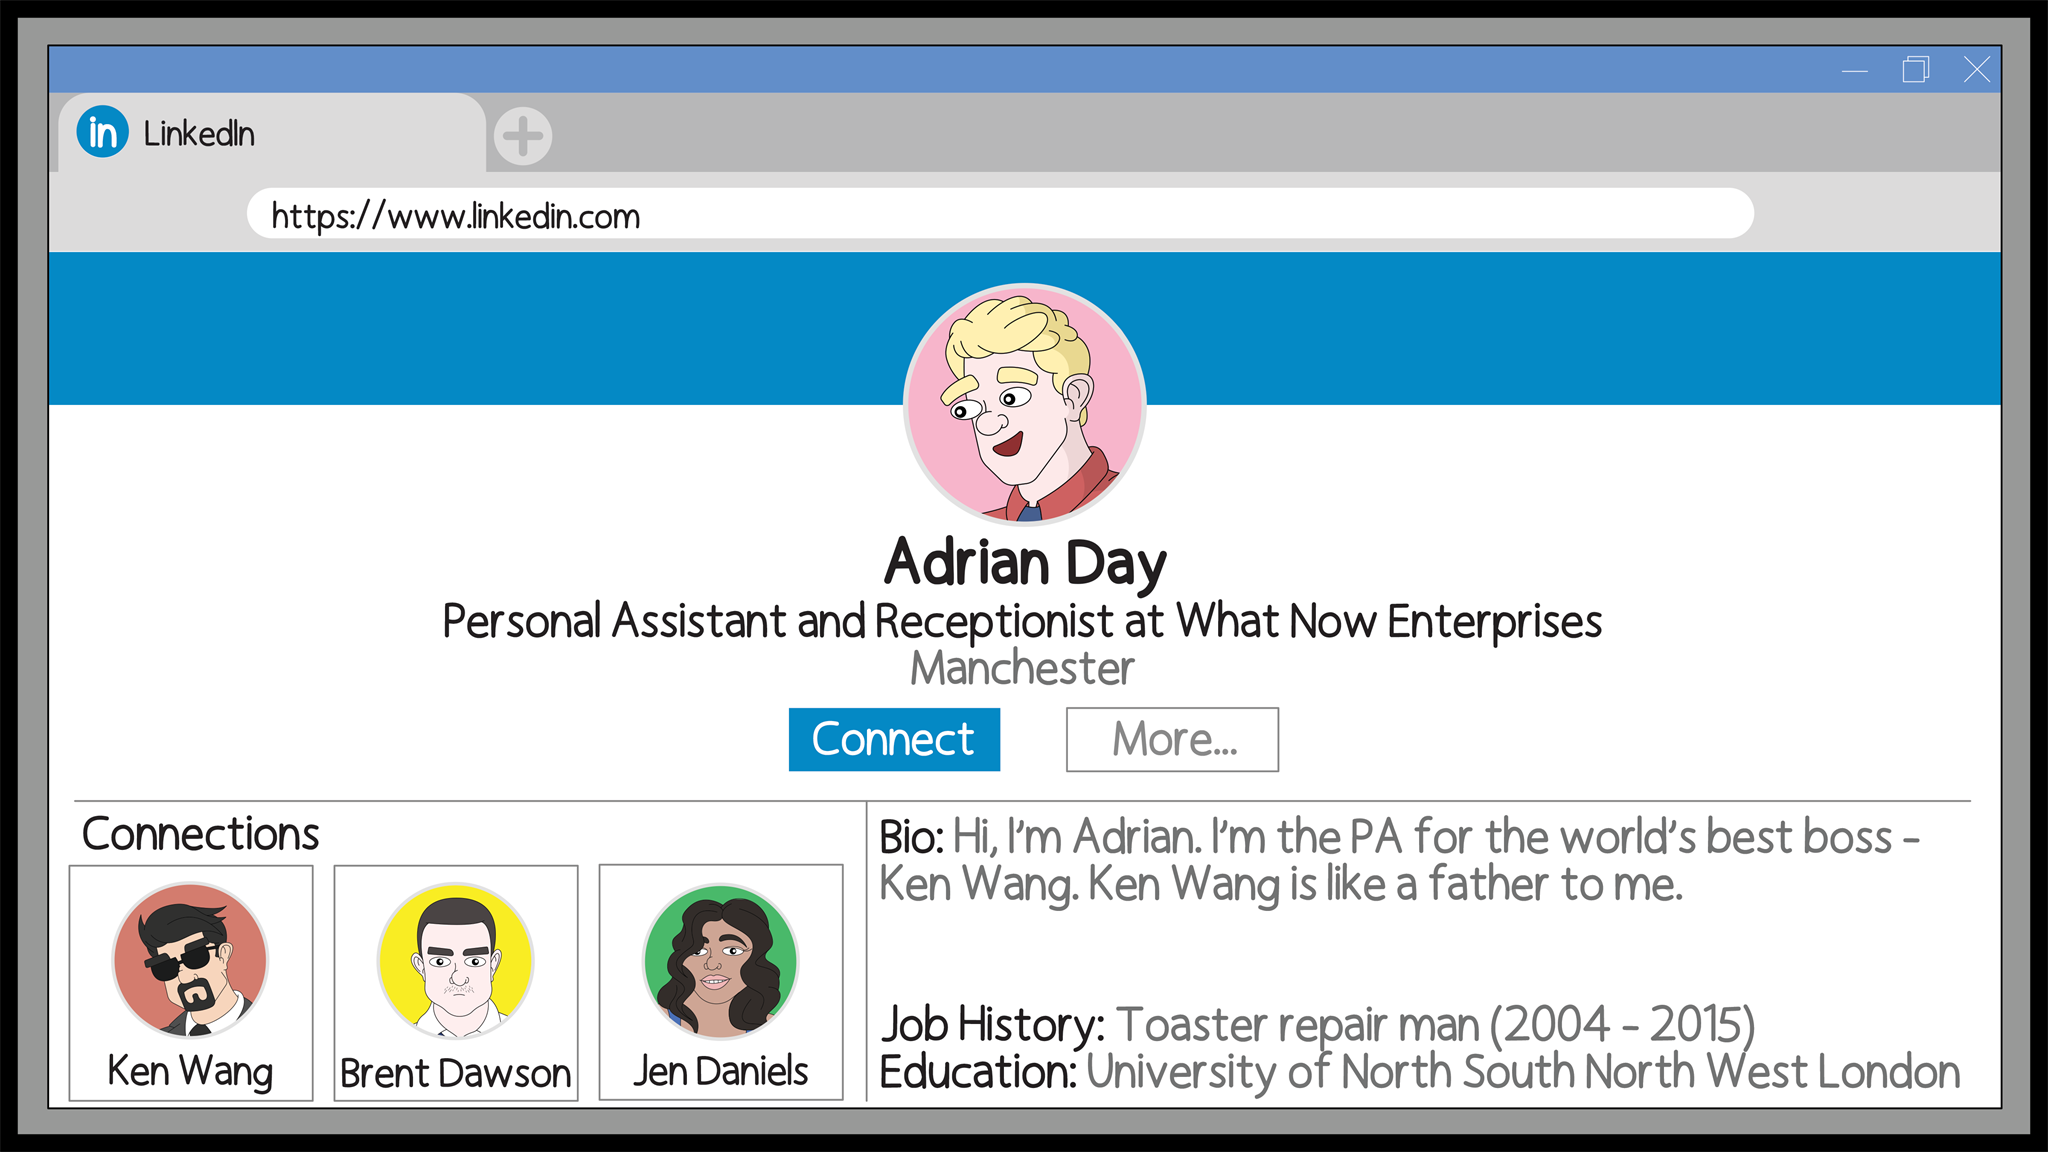 in LinkedIn
https://www.linkedin.com
Adrian Day
Personal Assistant and Receptionist at What Now Enterprises
Manchester
Connect
More...
Connections
Ken Wang
Brent Dawson
Jen Daniels
Bio: Hi, I'm Adrian. I'm the PA for the world's best boss -
Ken Wang. Ken Wang is like a father to me.
Job History: Toaster repair man (2004 - 2015)
Education: University of North South North West London